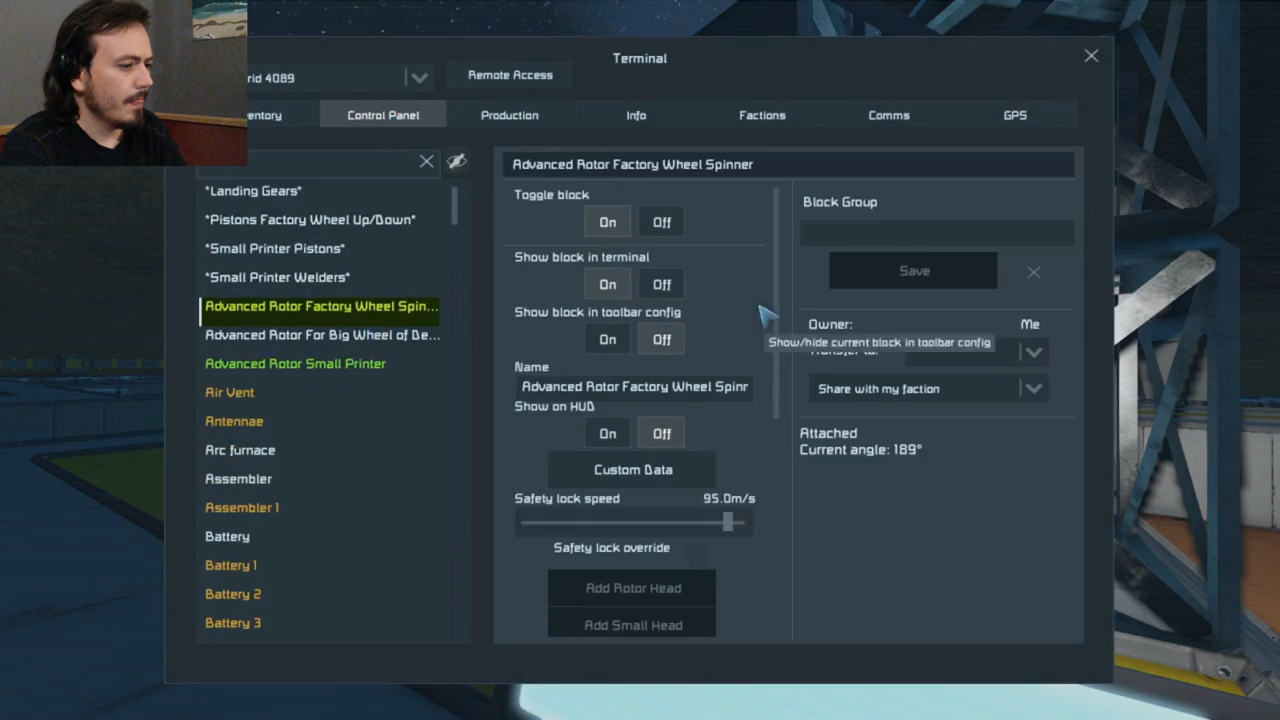 Terminal
rid 4089
Remote Access
entory
Control Panel
Production
Info
Factions
Comms
GPS
*Landing Gears*
*Pistons Factory Wheel Up/Down*
*Small Printer Pistons*
*Small Printer Welders*
Advanced Rotor Factory Wheel Spin...
Advanced Rotor For Big Wheel of De...
Advanced Rotor Small Printer
Air Vent
Antennae
Arc furnace
Assembler
Assembler 1
Battery
Battery 1
Battery 2
Battery 3
Advanced Rotor Factory Wheel Spinner
Toggle block
On Off
Show block in terminal
On Off
Show block in toolbar config
On Off
Name
Advanced Rotor Factory Wheel Spinr
Show on HUD
On Off
Custom Data
Safety lock speed 95.0m/s
Safety lock override
Add Rotor Head
Add Small Head
Block Group
Save
Owner: Me
Show/hide current block in toolbar config
Transfer to:
Share with my faction
Attached
Current angle: 189°